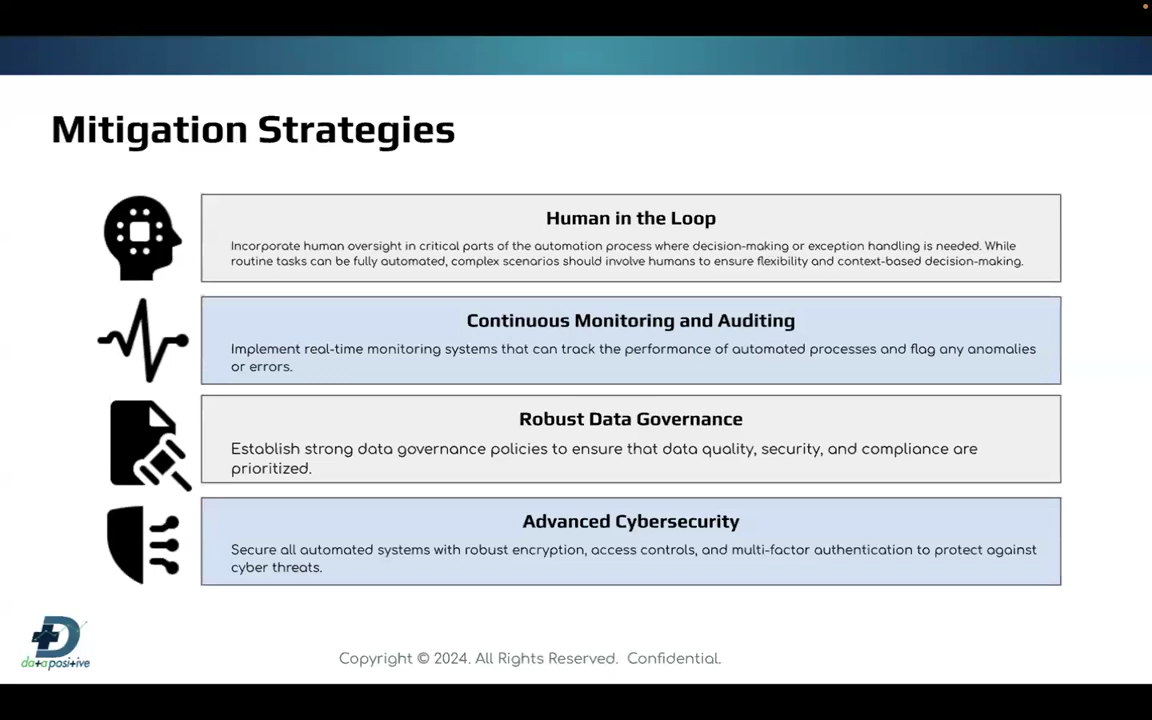 Mitigation Strategies
Human in the Loop
Incorporate human oversight in critical parts of the automation process where decision-making or exception handling is needed. While
routine tasks can be fully automated, complex scenarios should involve humans to ensure flexibility and context-based decision-making.
Continuous Monitoring and Auditing
Implement real-time monitoring systems that can track the performance of automated processes and flag any anomalies
or errors.
Robust Data Governance
Establish strong data governance policies to ensure that data quality, security, and compliance are
prioritized.
Advanced Cybersecurity
Secure all automated systems with robust encryption, access controls, and multi-factor authentication to protect against
cyber threats.
data positive
Copyright © 2024. All Rights Reserved. Confidential.